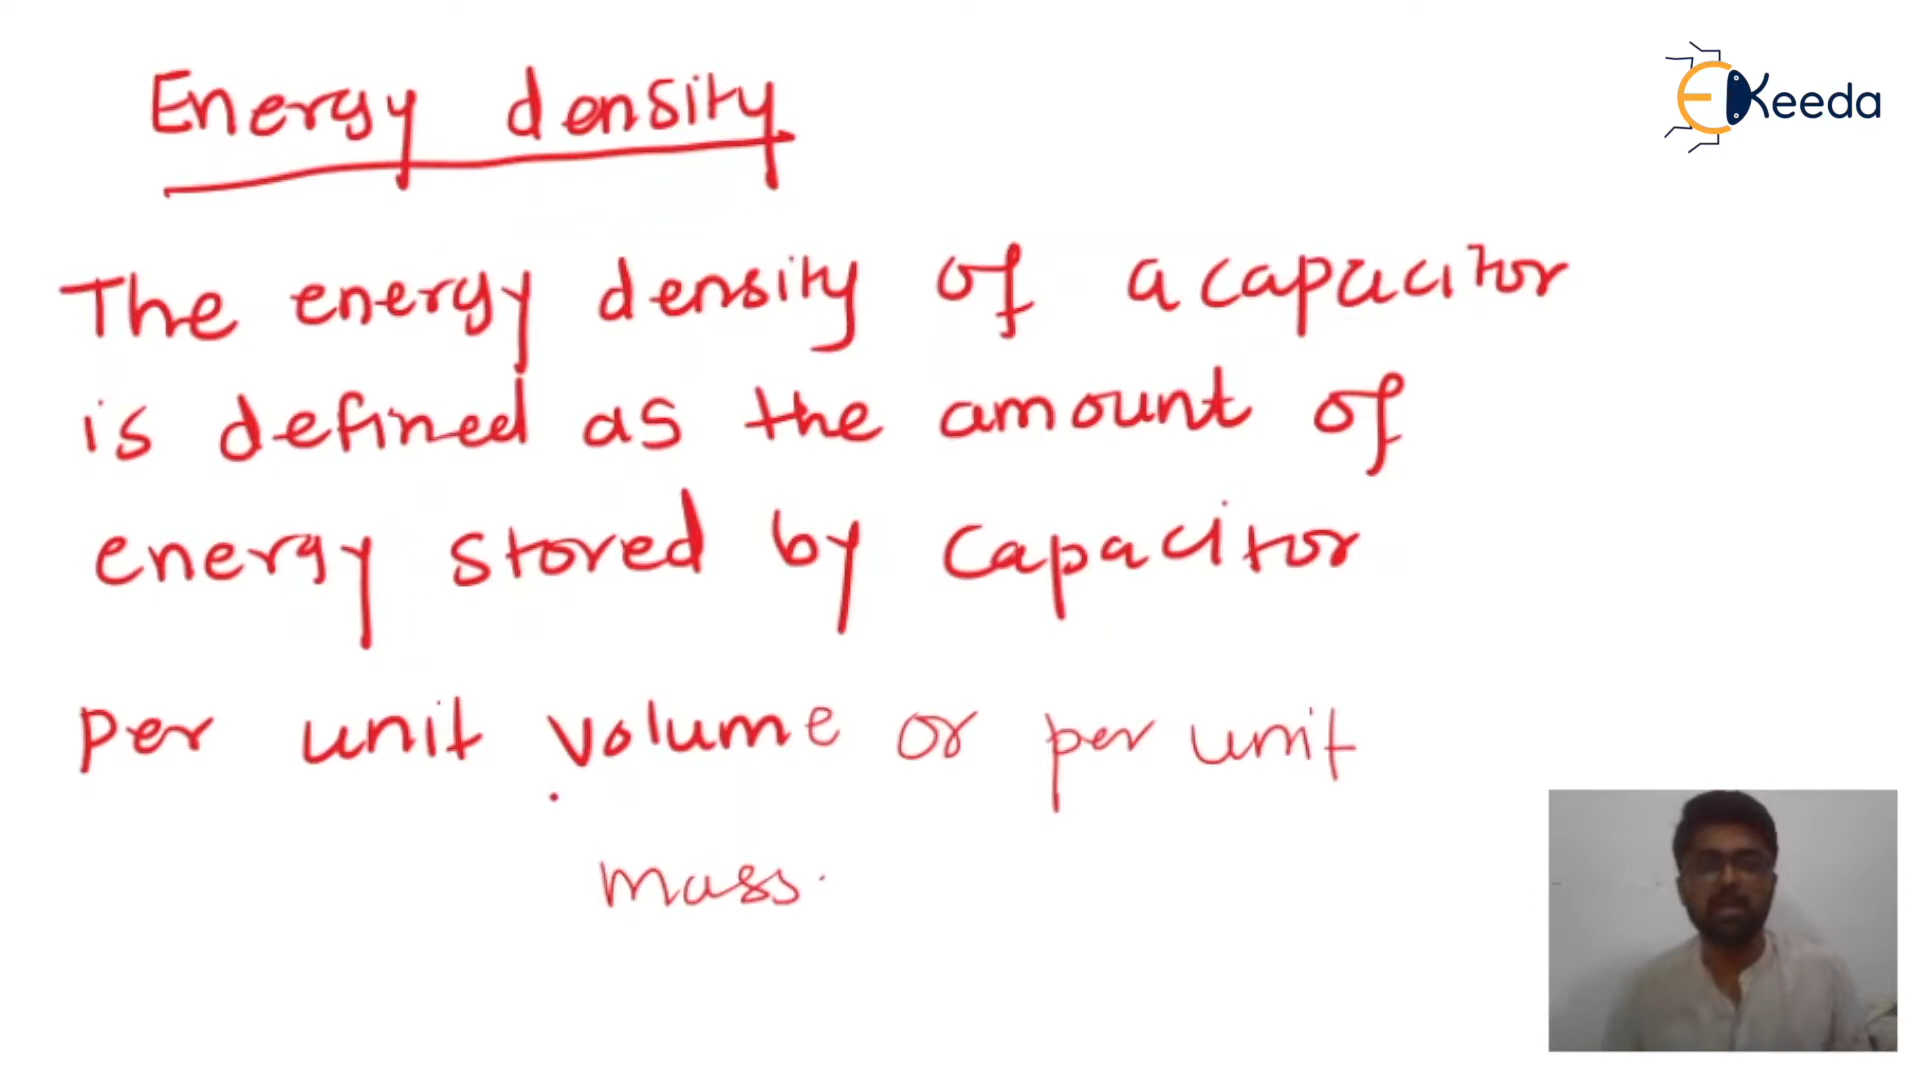 Energy density
EKeeda
The energy density of a capacitor
is defined as the amount of
energy stored by capacitor
per unit volume or per unit
mass.